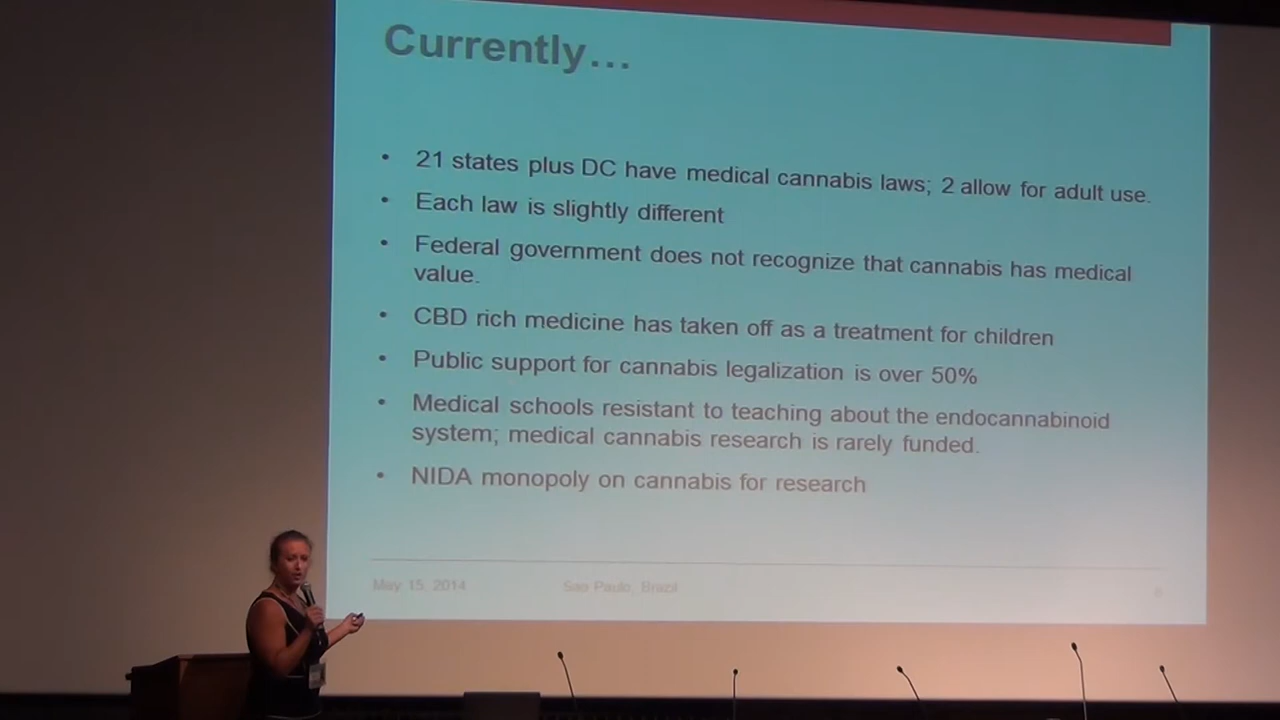 Currently…
• 21 states plus DC have medical cannabis laws; 2 allow for adult use.
• Each law is slightly different
• Federal government does not recognize that cannabis has medical
value.
• CBD rich medicine has taken off as a treatment for children
• Public support for cannabis legalization is over 50%
• Medical schools resistant to teaching about the endocannabinoid
system; medical cannabis research is rarely funded.
• NIDA monopoly on cannabis for research
May 15, 2014 Sao Paulo, Brazil